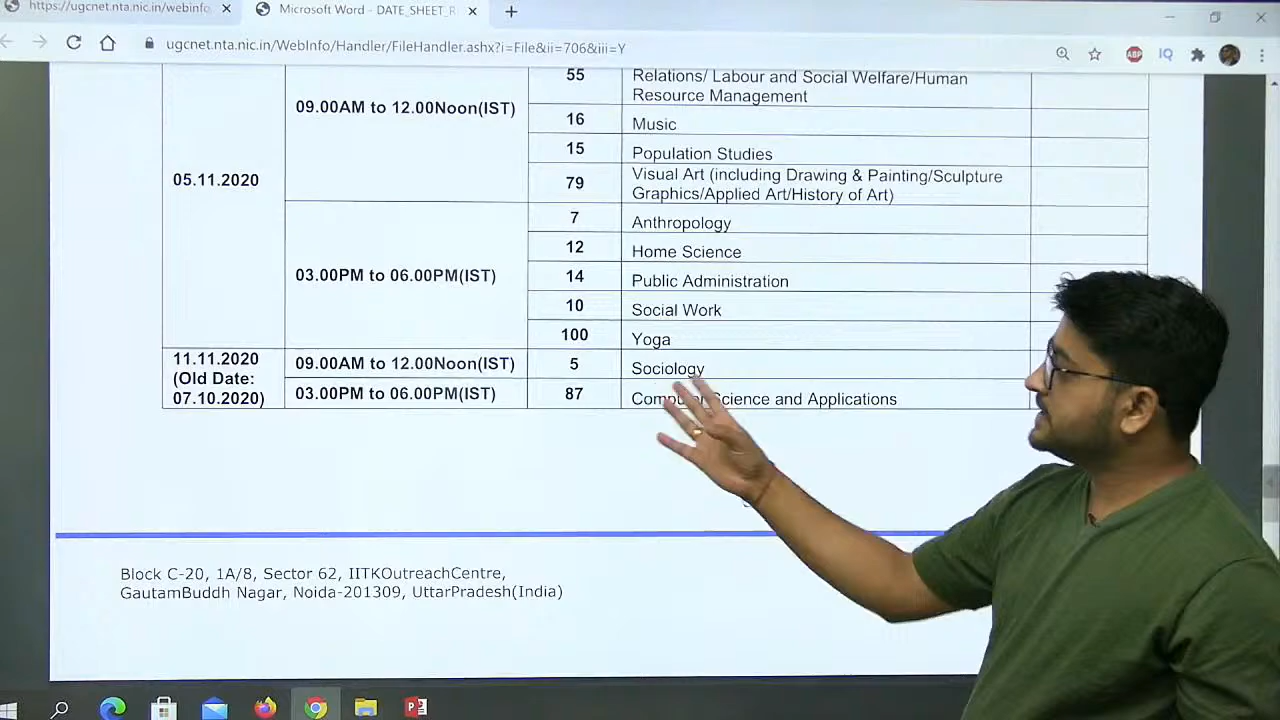 https://ugcnet.nta.nic.in/webinfo
Microsoft Word - DATE_SHEET_R
ugcnet.nta.nic.in/WebInfo/Handler/FileHandler.ashx?i=File&ii=706&iii=Y
ABP
IQ
55
Relations/ Labour and Social Welfare/Human
Resource Management
09.00AM to 12.00Noon(IST)
16
Music
15
Population Studies
05.11.2020
79
Visual Art (including Drawing & Painting/Sculpture
Graphics/Applied Art/History of Art)
7
Anthropology
12
Home Science
03.00PM to 06.00PM(IST)
14
Public Administration
10
Social Work
100
Yoga
11.11.2020
(Old Date:
07.10.2020)
09.00AM to 12.00Noon(IST)
5
Sociology
03.00PM to 06.00PM(IST)
87
Computer Science and Applications
Block C-20, 1A/8, Sector 62, IITKOutreachCentre,
GautamBuddh Nagar, Noida-201309, UttarPradesh(India)